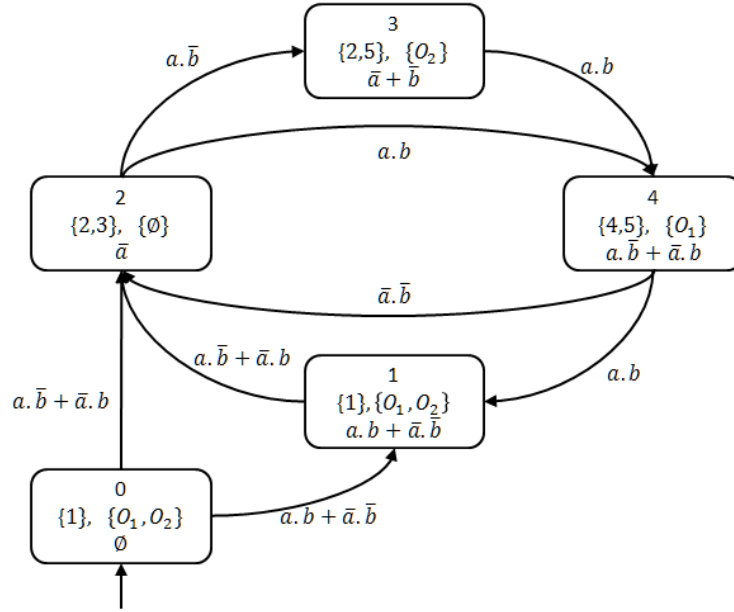 3
{2,5}, {O₂}
ā + b̄
a.b̄
a.b
a.b
2
{2,3}, {∅}
ā
4
{4,5}, {O₁}
a.b̄ + ā.b
ā.b̄
a.b̄ + ā.b
a.b
1
{1},{O₁,O₂}
a.b + ā.b̄
a.b̄ + ā.b
0
{1}, {O₁,O₂}
∅
a.b + ā.b̄